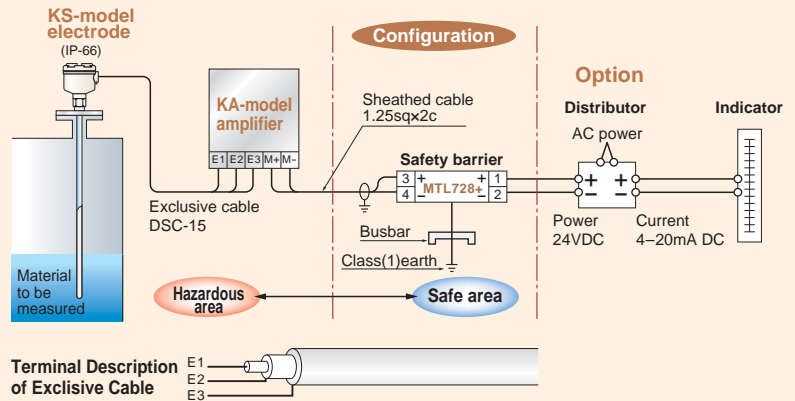 KS-model
electrode
(IP-66)
Configuration
Option
KA-model
amplifier
E1 E2 E3 M+ M-
Sheathed cable
1.25sq×2c
Distributor
Indicator
AC power
Safety barrier
3 + + 1
MTL728+
4 − − 2
+ +
− −
Exclusive cable
DSC-15
Busbar
Class(1)earth
Power
24VDC
Current
4–20mA DC
Material
to be
measured
Hazardous
area
Safe area
Terminal Description
of Exclisive Cable
E1
E2
E3